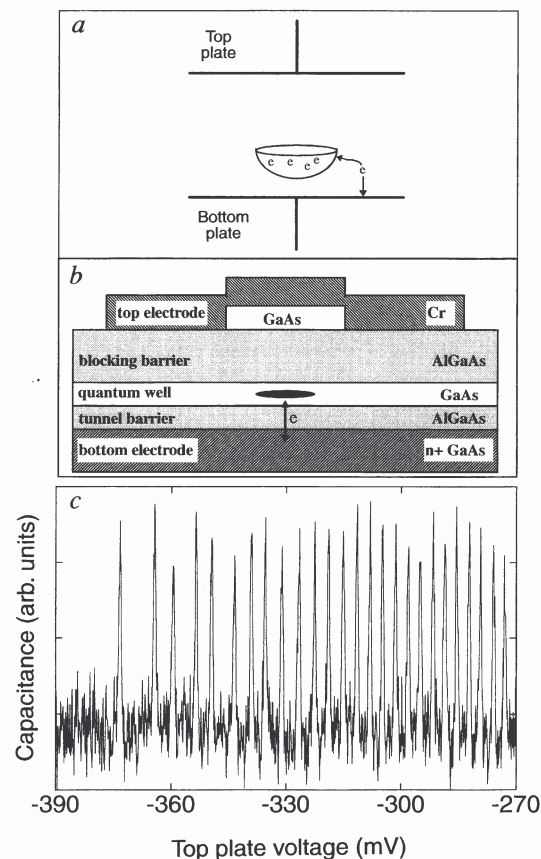 a
Top
plate
e e e e
e
Bottom
plate
b
top electrode GaAs Cr
blocking barrier AlGaAs
quantum well GaAs
tunnel barrier e AlGaAs
bottom electrode n+ GaAs
c
Capacitance (arb. units)
-390 -360 -330 -300 -270
Top plate voltage (mV)